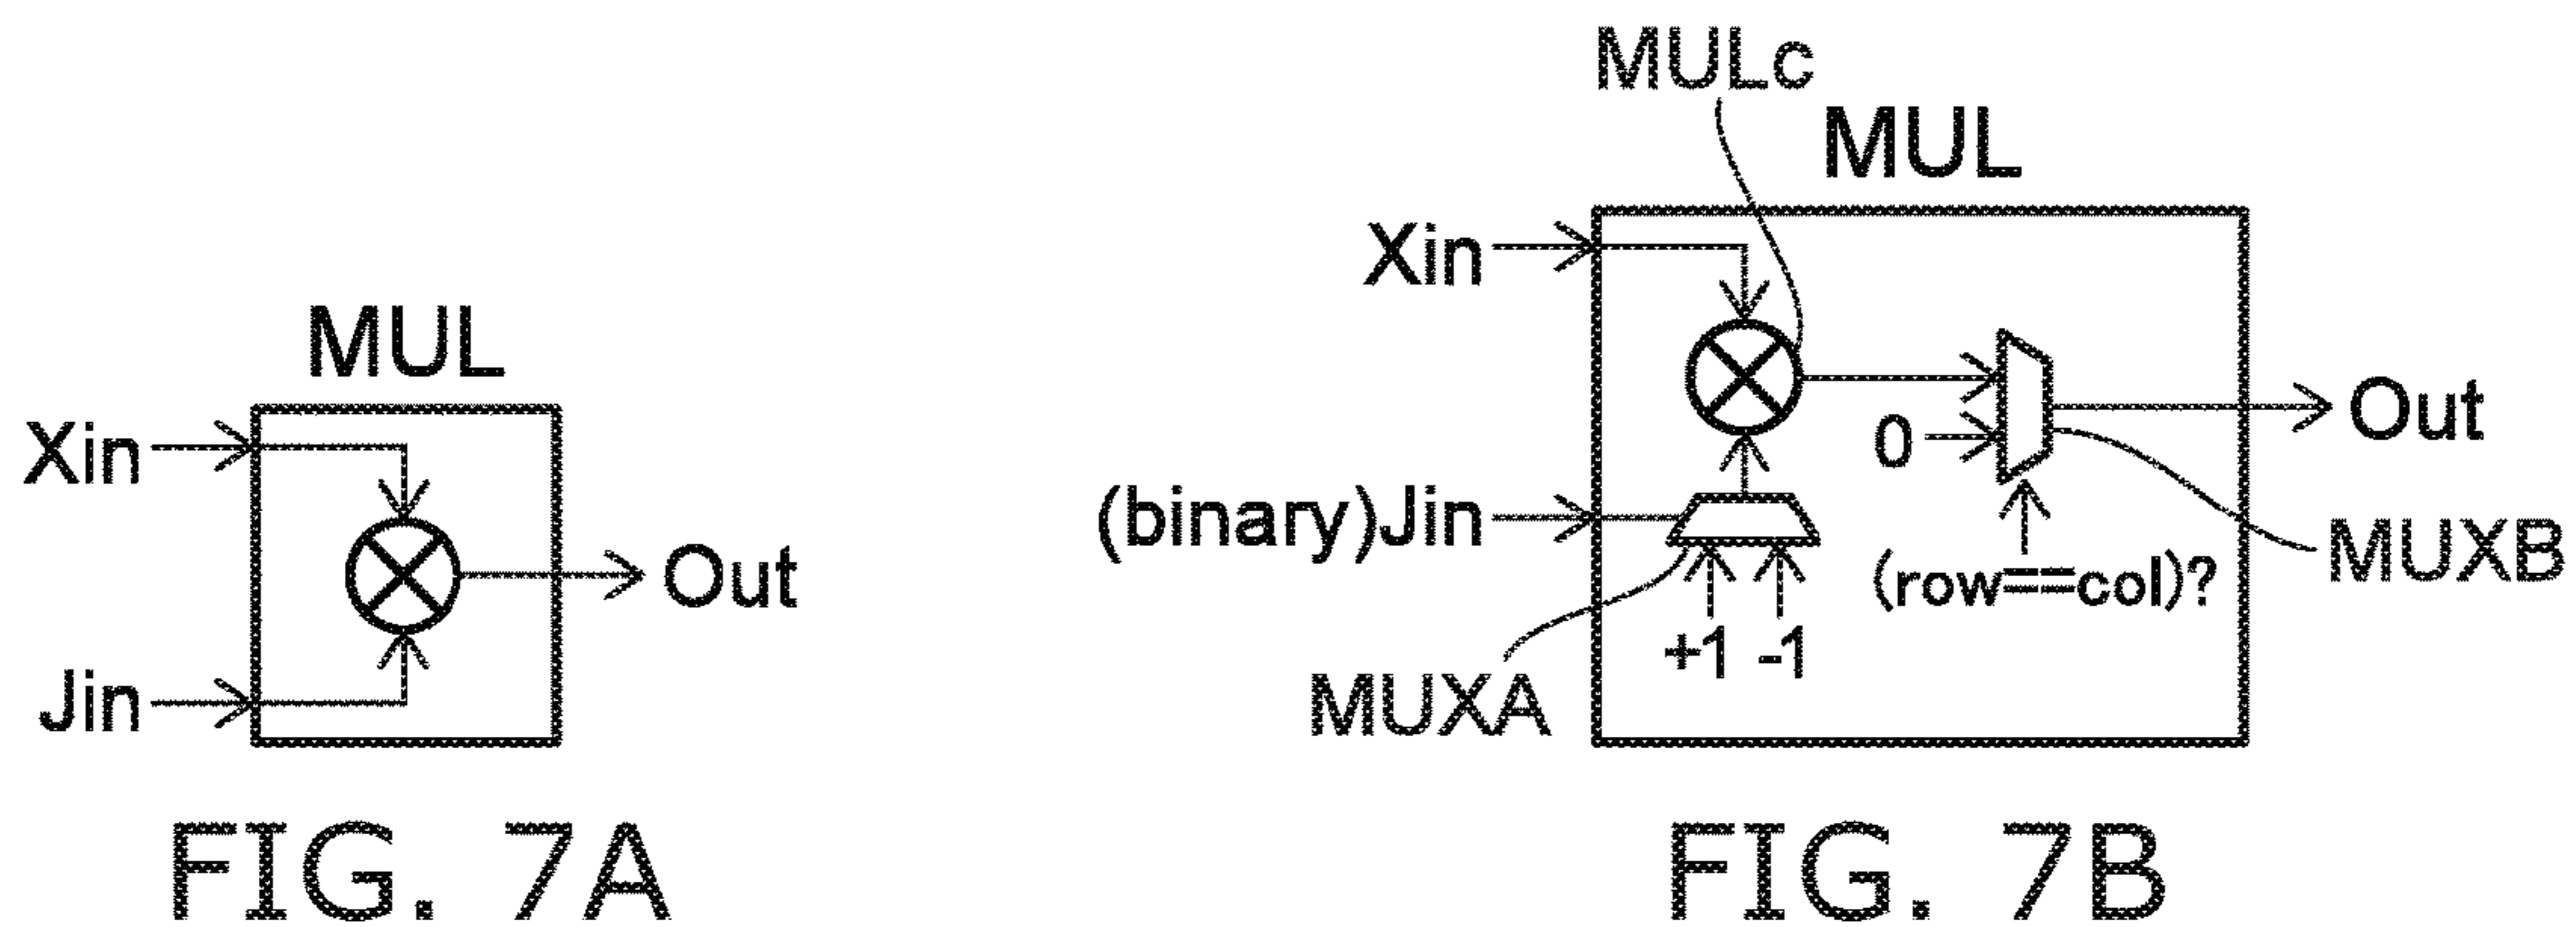 MUL
Xin
Jin
Out
FIG. 7A
MULc
MUL
Xin
(binary)Jin
0
Out
(row==col)?
MUXB
+1 -1
MUXA
FIG. 7B